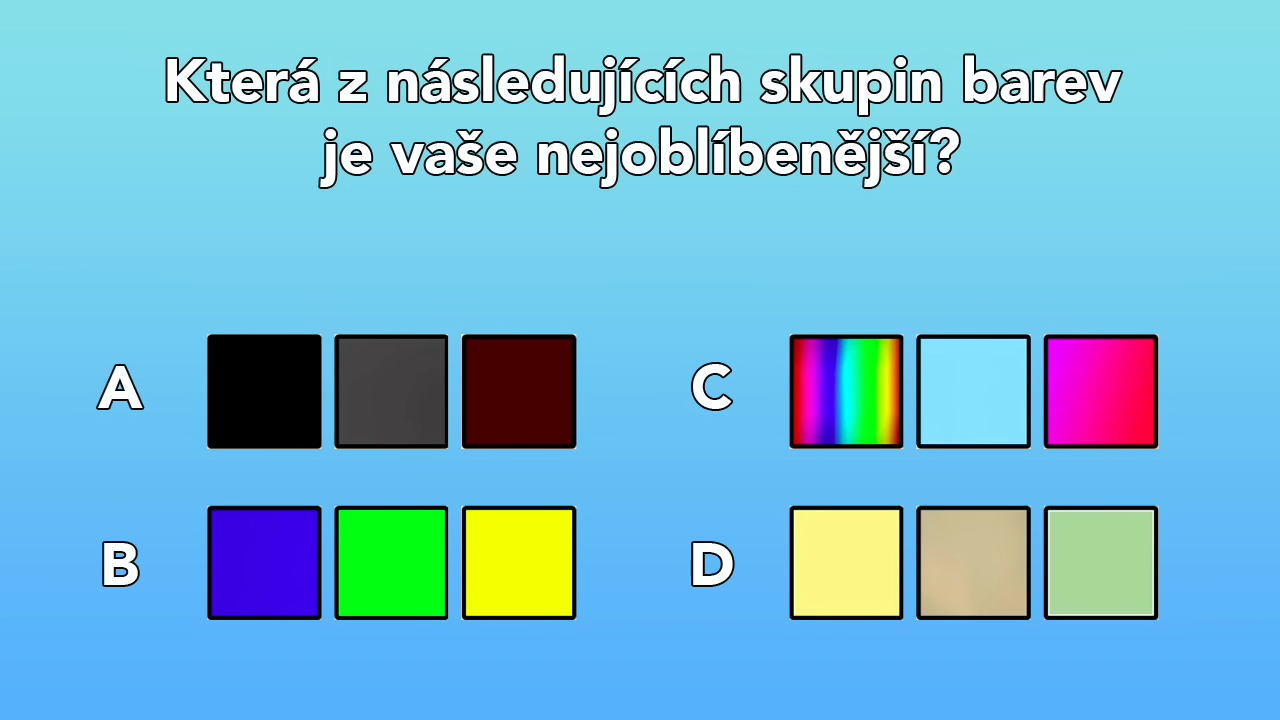 Která z následujících skupin barev
je vaše nejoblíbenější?
A
C
B
D